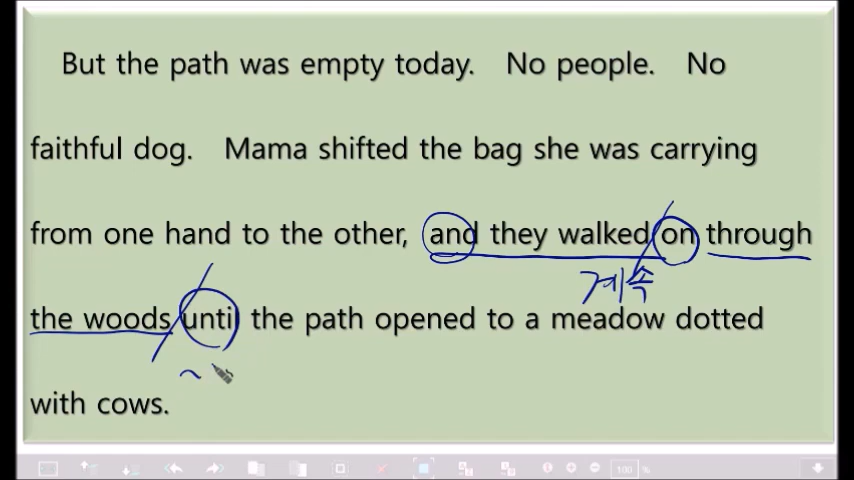 But the path was empty today. No people. No
faithful dog. Mama shifted the bag she was carrying
from one hand to the other, and they walked on through
계속
the woods until the path opened to a meadow dotted
~
with cows.
100 %